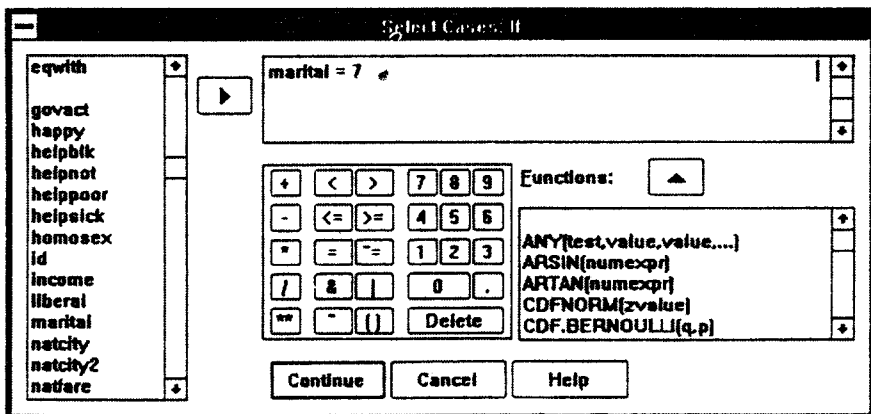 Select Cases: If
eqwith
govact
happy
helpblk
helpnot
helppoor
helpsick
homosex
id
income
liberal
marital
natcity
natcity2
natfare
marital = 7
+ < > 7 8 9
- <= >= 4 5 6
* = ~= 1 2 3
/ & | 0 .
** ~ () Delete
Functions:
ANY(test,value,value,...)
ARSIN(numexpr)
ARTAN(numexpr)
CDFNORM(zvalue)
CDF.BERNOULLI(q,p)
Continue Cancel Help